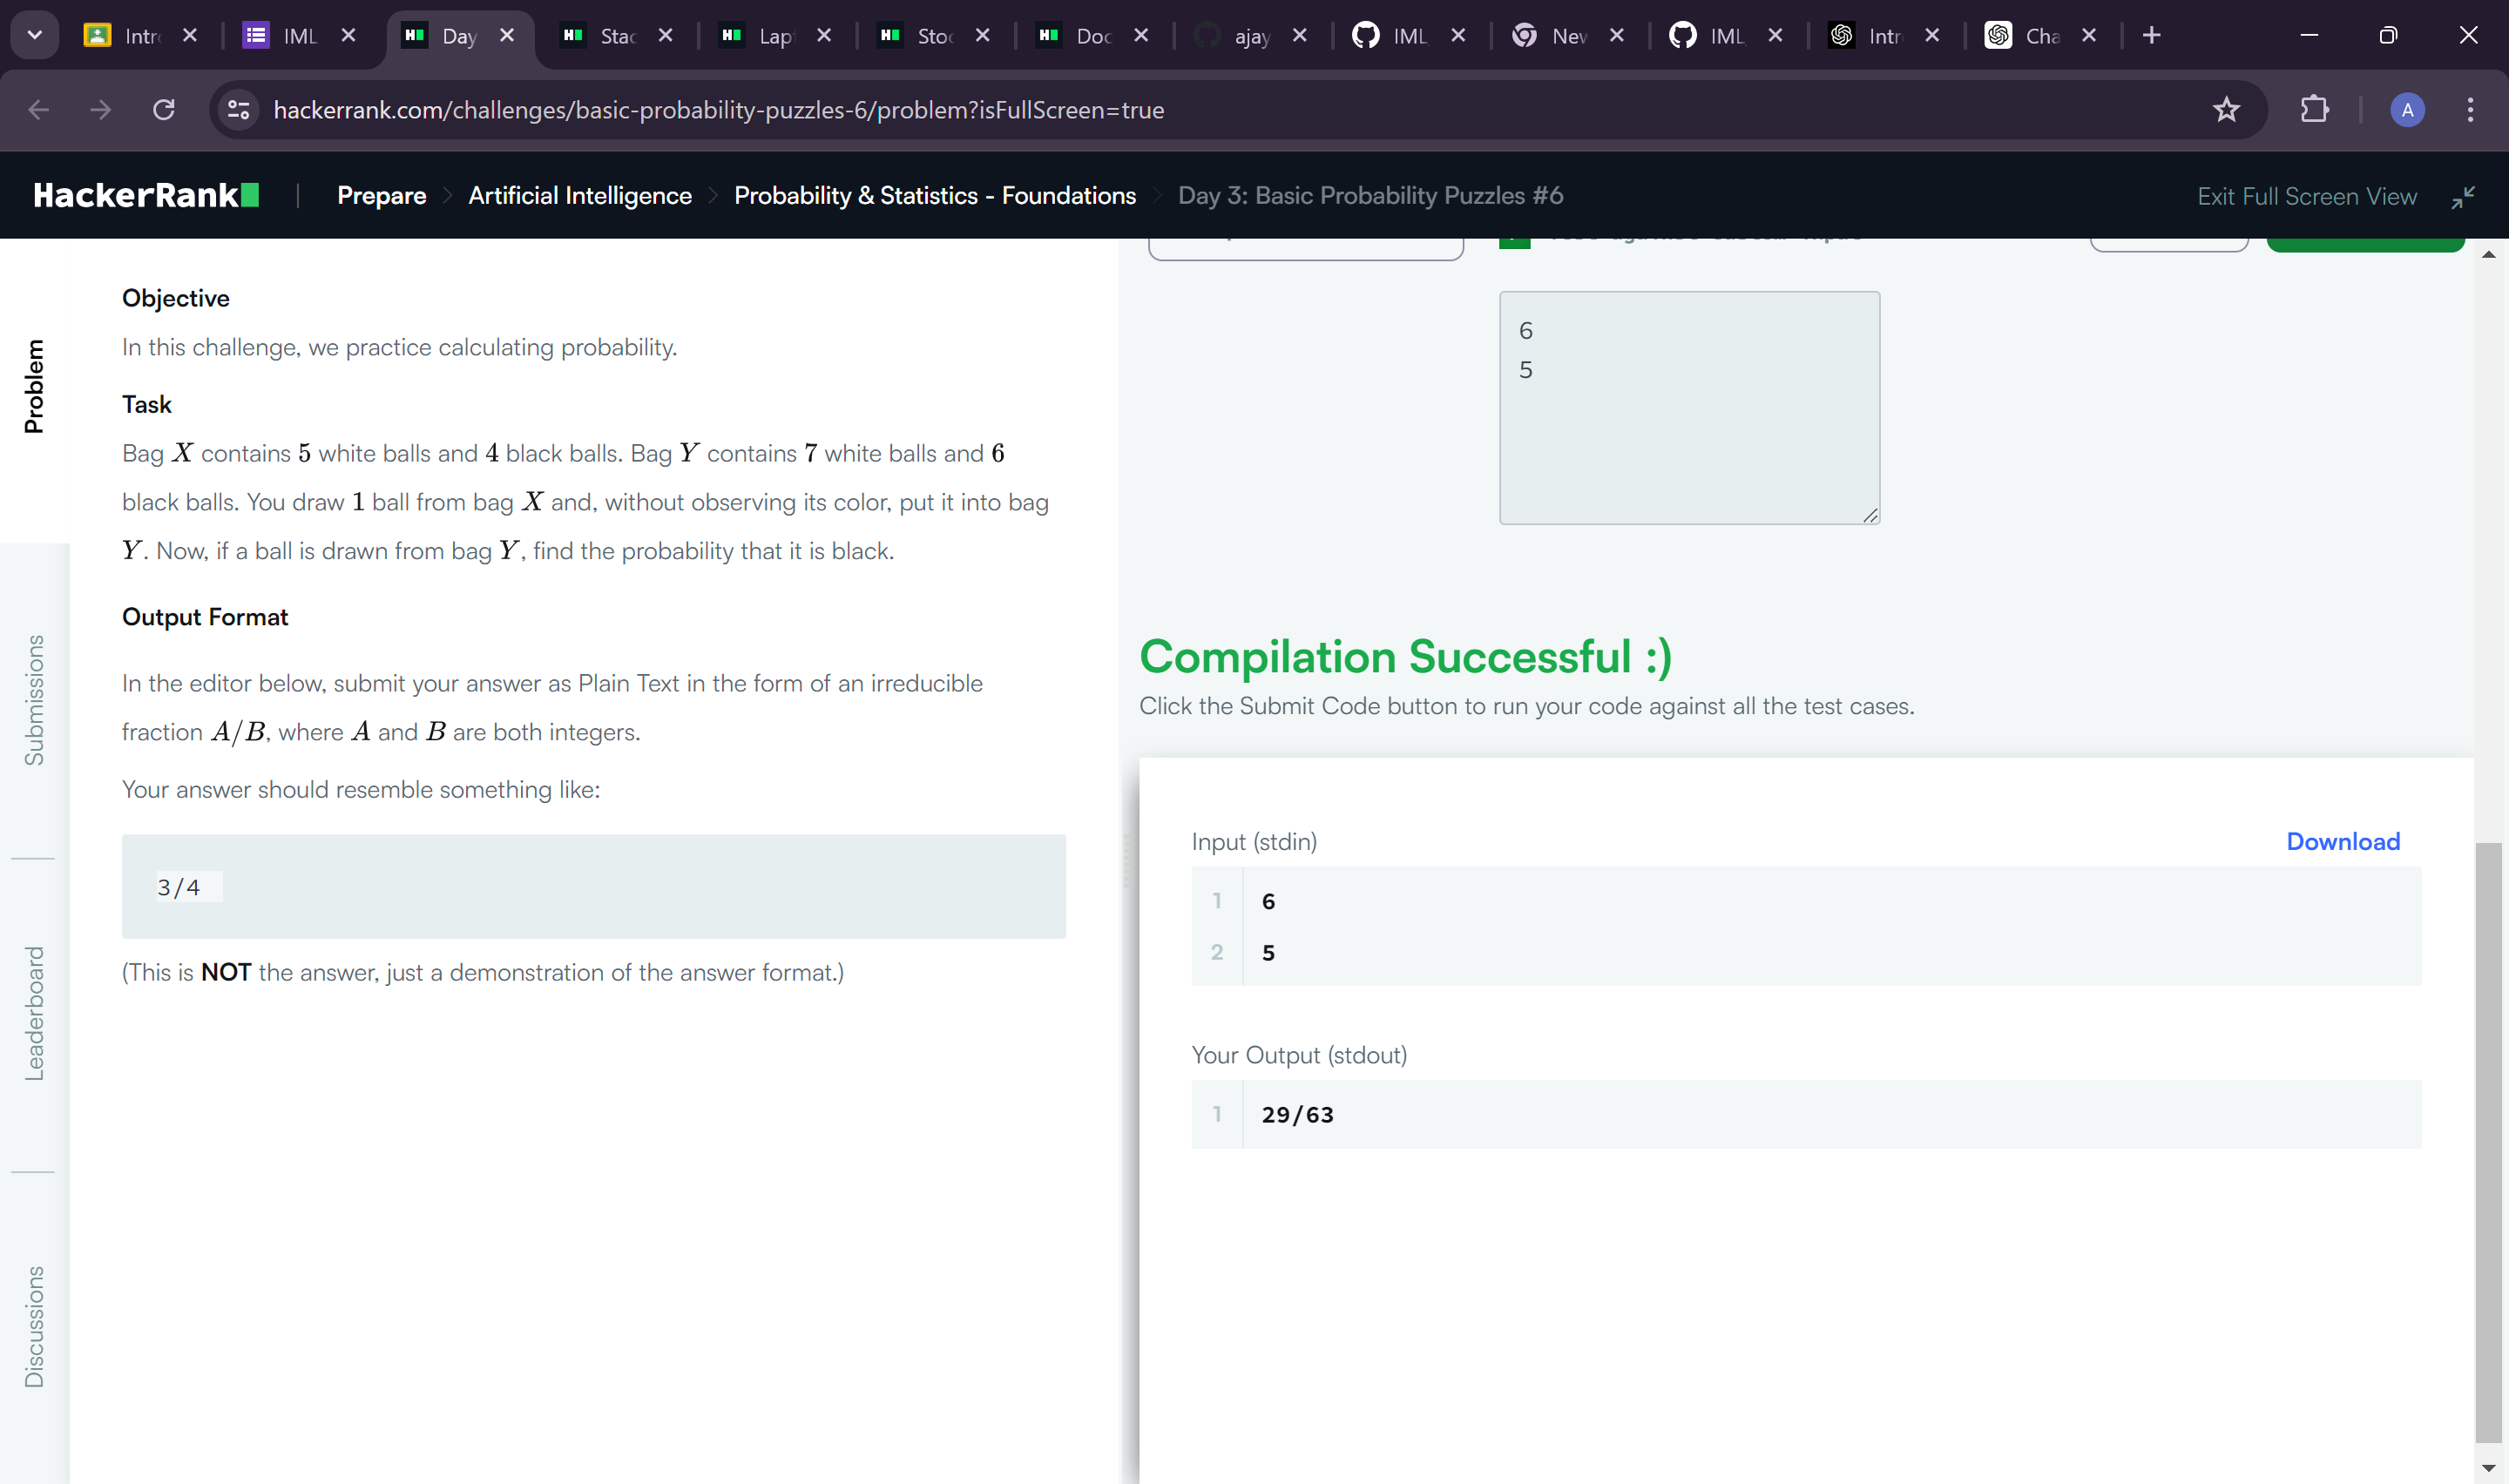 Intr
IML
Day
Stac
Lap
Stoc
Doc
ajay
IML
New
IML
Intr
Cha
hackerrank.com/challenges/basic-probability-puzzles-6/problem?isFullScreen=true
A
HackerRank
Prepare
Artificial Intelligence
Probability & Statistics - Foundations
Day 3: Basic Probability Puzzles #6
Exit Full Screen View
Problem
Submissions
Leaderboard
Discussions
Objective
In this challenge, we practice calculating probability.
Task
Bag X contains 5 white balls and 4 black balls. Bag Y contains 7 white balls and 6
black balls. You draw 1 ball from bag X and, without observing its color, put it into bag
Y. Now, if a ball is drawn from bag Y, find the probability that it is black.
Output Format
In the editor below, submit your answer as Plain Text in the form of an irreducible
fraction A/B, where A and B are both integers.
Your answer should resemble something like:
3/4
(This is NOT the answer, just a demonstration of the answer format.)
6
5
Compilation Successful :)
Click the Submit Code button to run your code against all the test cases.
Input (stdin)
Download
1 6
2 5
Your Output (stdout)
1 29/63